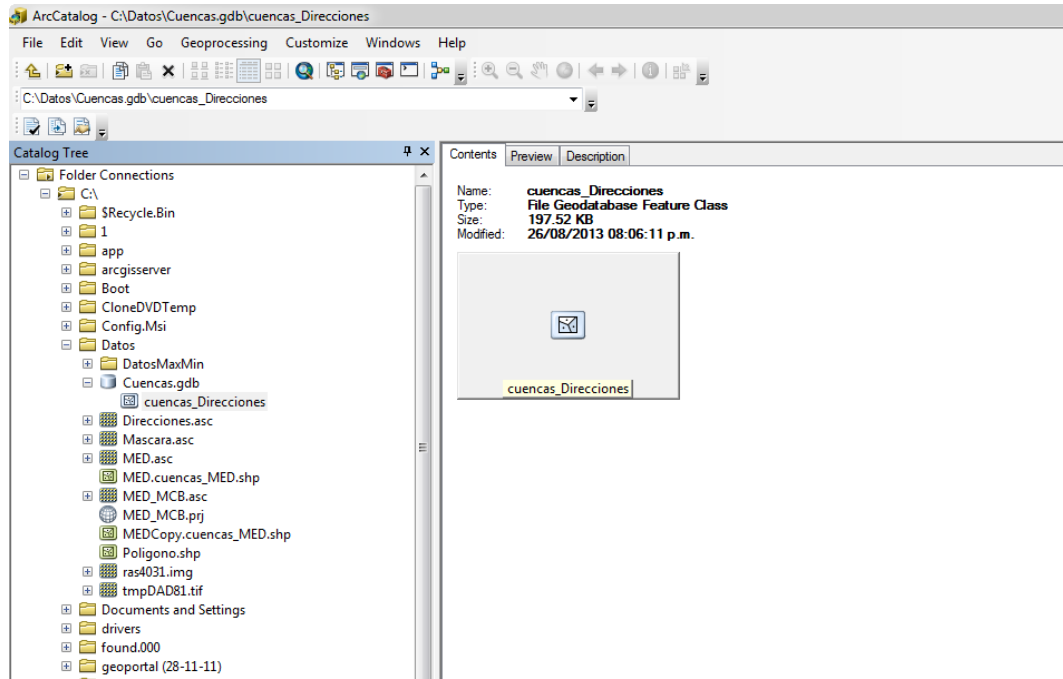 ArcCatalog - C:\Datos\Cuencas.gdb\cuencas_Direcciones
File Edit View Go Geoprocessing Customize Windows Help
C:\Datos\Cuencas.gdb\cuencas_Direcciones
Catalog Tree
Folder Connections
C:\
$Recycle.Bin
1
app
arcgisserver
Boot
CloneDVDTemp
Config.Msi
Datos
DatosMaxMin
Cuencas.gdb
cuencas_Direcciones
Direcciones.asc
Mascara.asc
MED.asc
MED.cuencas_MED.shp
MED_MCB.asc
MED_MCB.prj
MEDCopy.cuencas_MED.shp
Poligono.shp
ras4031.img
tmpDAD81.tif
Documents and Settings
drivers
found.000
geoportal (28-11-11)
Contents Preview Description
Name: cuencas_Direcciones
Type: File Geodatabase Feature Class
Size: 197.52 KB
Modified: 26/08/2013 08:06:11 p.m.
cuencas_Direcciones